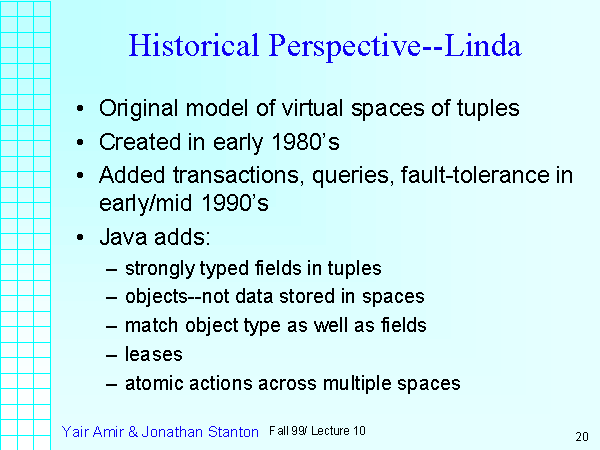 Historical Perspective--Linda
• Original model of virtual spaces of tuples
• Created in early 1980's
• Added transactions, queries, fault-tolerance in
early/mid 1990's
• Java adds:
– strongly typed fields in tuples
– objects--not data stored in spaces
– match object type as well as fields
– leases
– atomic actions across multiple spaces
Yair Amir & Jonathan Stanton Fall 99/ Lecture 10
20